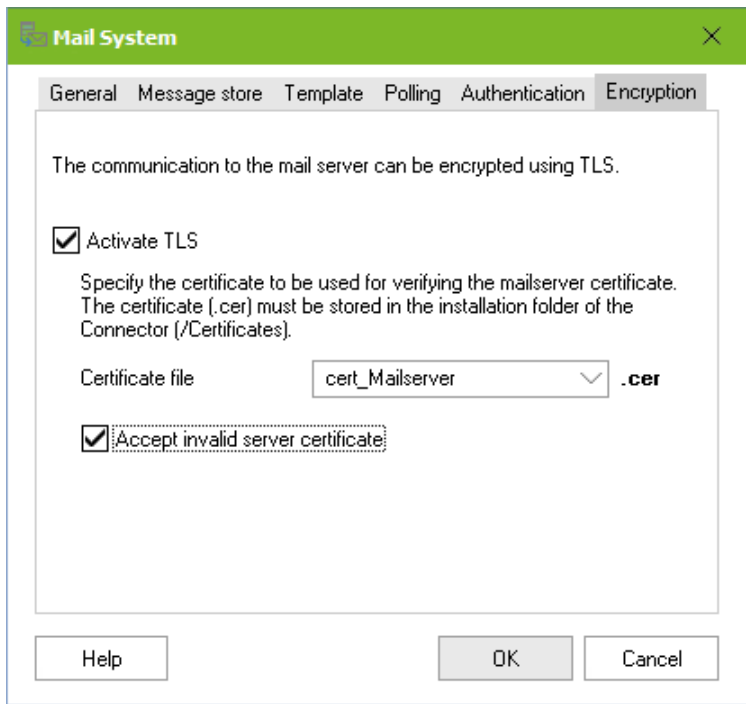 Mail System
General Message store Template Polling Authentication Encryption
The communication to the mail server can be encrypted using TLS.
Activate TLS
Specify the certificate to be used for verifying the mailserver certificate.
The certificate (.cer) must be stored in the installation folder of the
Connector (/Certificates).
Certificate file cert_Mailserver .cer
Accept invalid server certificate
Help OK Cancel